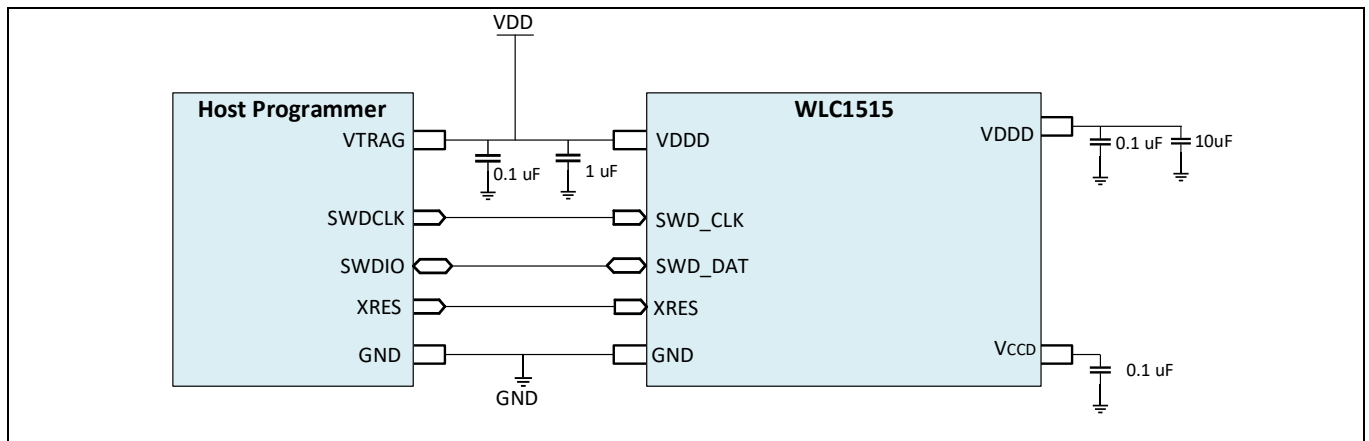 VDD
Host Programmer
WLC1515
VTRAG
VDDD
VDDD
0.1 uF
1 uF
0.1 uF
10uF
SWDCLK
SWD_CLK
SWDIO
SWD_DAT
XRES
XRES
GND
GND
VCCD
0.1 uF
GND